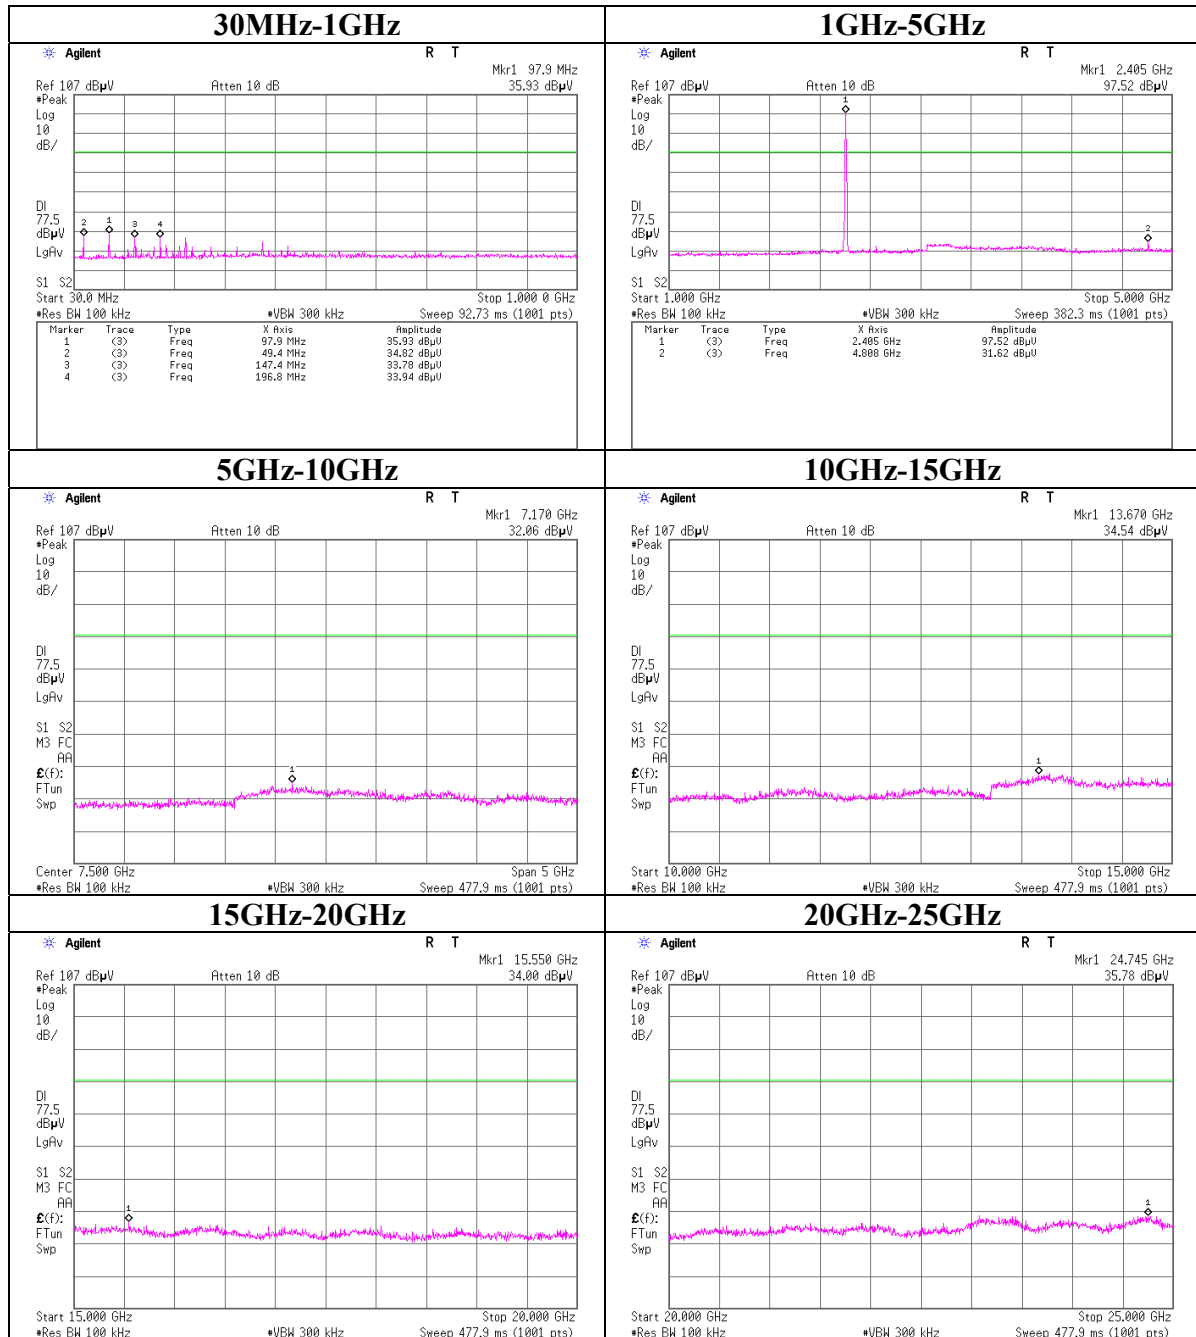 30MHz-1GHz
Agilent R T
Mkr1 97.9 MHz
Ref 107 dBµV Atten 10 dB 35.93 dBµV
#Peak
Log
10
dB/
DI
77.5
dBµV
LgAv
2 1 3 4
S1 S2
Start 30.0 MHz Stop 1.000 0 GHz
#Res BW 100 kHz #VBW 300 kHz Sweep 92.73 ms (1001 pts)
Marker Trace Type X Axis Amplitude
1 (3) Freq 97.9 MHz 35.93 dBµV
2 (3) Freq 49.4 MHz 34.82 dBµV
3 (3) Freq 147.4 MHz 33.78 dBµV
4 (3) Freq 196.8 MHz 33.94 dBµV
1GHz-5GHz
Agilent R T
Mkr1 2.405 GHz
Ref 107 dBµV Atten 10 dB 97.52 dBµV
#Peak
1
Log
10
dB/
DI
77.5
dBµV
2
LgAv
S1 S2
Start 1.000 GHz Stop 5.000 GHz
#Res BW 100 kHz #VBW 300 kHz Sweep 382.3 ms (1001 pts)
Marker Trace Type X Axis Amplitude
1 (3) Freq 2.405 GHz 97.52 dBµV
2 (3) Freq 4.808 GHz 31.62 dBµV
5GHz-10GHz
Agilent R T
Mkr1 7.170 GHz
Ref 107 dBµV Atten 10 dB 32.06 dBµV
#Peak
Log
10
dB/
DI
77.5
dBµV
LgAv
S1 S2
M3 FC
AA
1
£(f):
FTun
Swp
Center 7.500 GHz Span 5 GHz
#Res BW 100 kHz #VBW 300 kHz Sweep 477.9 ms (1001 pts)
10GHz-15GHz
Agilent R T
Mkr1 13.670 GHz
Ref 107 dBµV Atten 10 dB 34.54 dBµV
#Peak
Log
10
dB/
DI
77.5
dBµV
LgAv
S1 S2
M3 FC
AA
1
£(f):
FTun
Swp
Start 10.000 GHz Stop 15.000 GHz
#Res BW 100 kHz #VBW 300 kHz Sweep 477.9 ms (1001 pts)
15GHz-20GHz
Agilent R T
Mkr1 15.550 GHz
Ref 107 dBµV Atten 10 dB 34.00 dBµV
#Peak
Log
10
dB/
DI
77.5
dBµV
LgAv
S1 S2
M3 FC
AA
1
£(f):
FTun
Swp
Start 15.000 GHz Stop 20.000 GHz
#Res BW 100 kHz #VBW 300 kHz Sweep 477.9 ms (1001 pts)
20GHz-25GHz
Agilent R T
Mkr1 24.745 GHz
Ref 107 dBµV Atten 10 dB 35.78 dBµV
#Peak
Log
10
dB/
DI
77.5
dBµV
LgAv
S1 S2
M3 FC
AA
1
£(f):
FTun
Swp
Start 20.000 GHz Stop 25.000 GHz
#Res BW 100 kHz #VBW 300 kHz Sweep 477.9 ms (1001 pts)